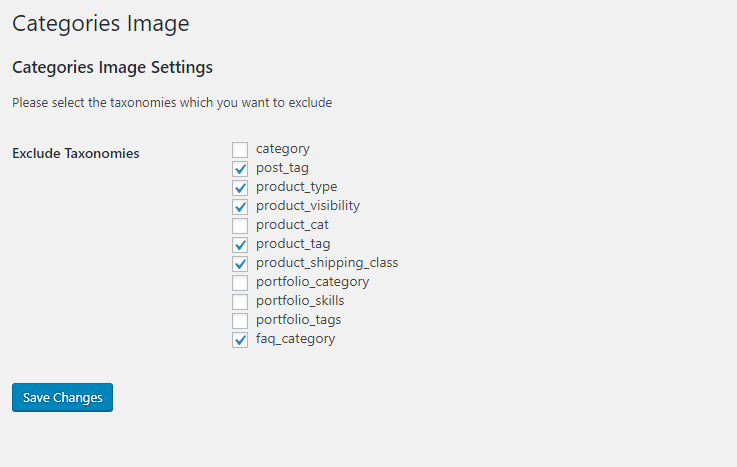 Categories Image
Categories Image Settings
Please select the taxonomies which you want to exclude
Exclude Taxonomies
category
post_tag
product_type
product_visibility
product_cat
product_tag
product_shipping_class
portfolio_category
portfolio_skills
portfolio_tags
faq_category
Save Changes